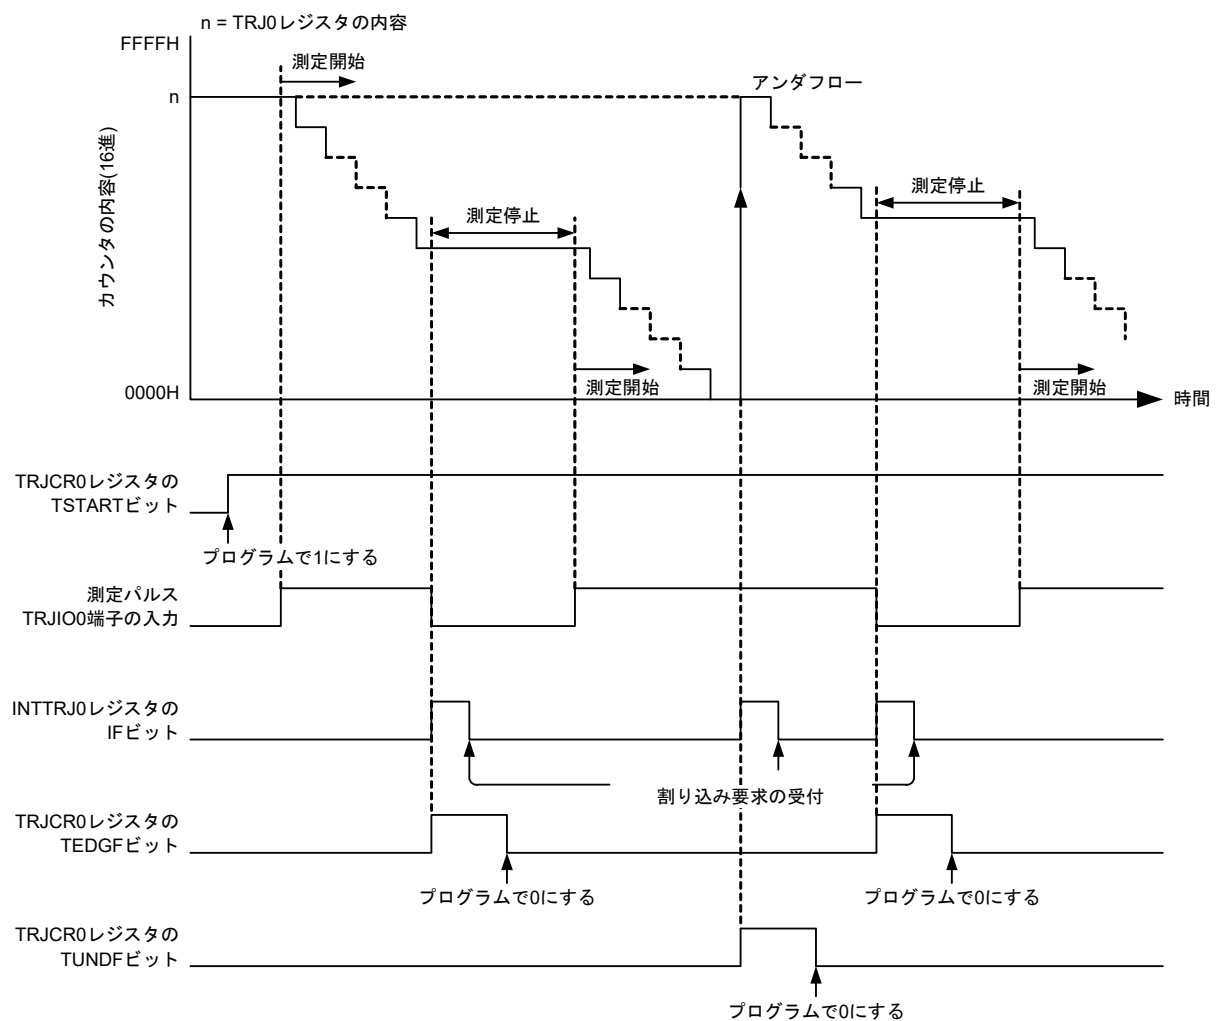 n = TRJ0レジスタの内容
FFFFH
測定開始
n
アンダフロー
カウンタの内容(16進)
測定停止
測定停止
測定開始
測定開始
0000H
時間
TRJCR0レジスタの
TSTARTビット
プログラムで1にする
測定パルス
TRJIO0端子の入力
INTTRJ0レジスタの
IFビット
割り込み要求の受付
TRJCR0レジスタの
TEDGFビット
プログラムで0にする
プログラムで0にする
TRJCR0レジスタの
TUNDFビット
プログラムで0にする